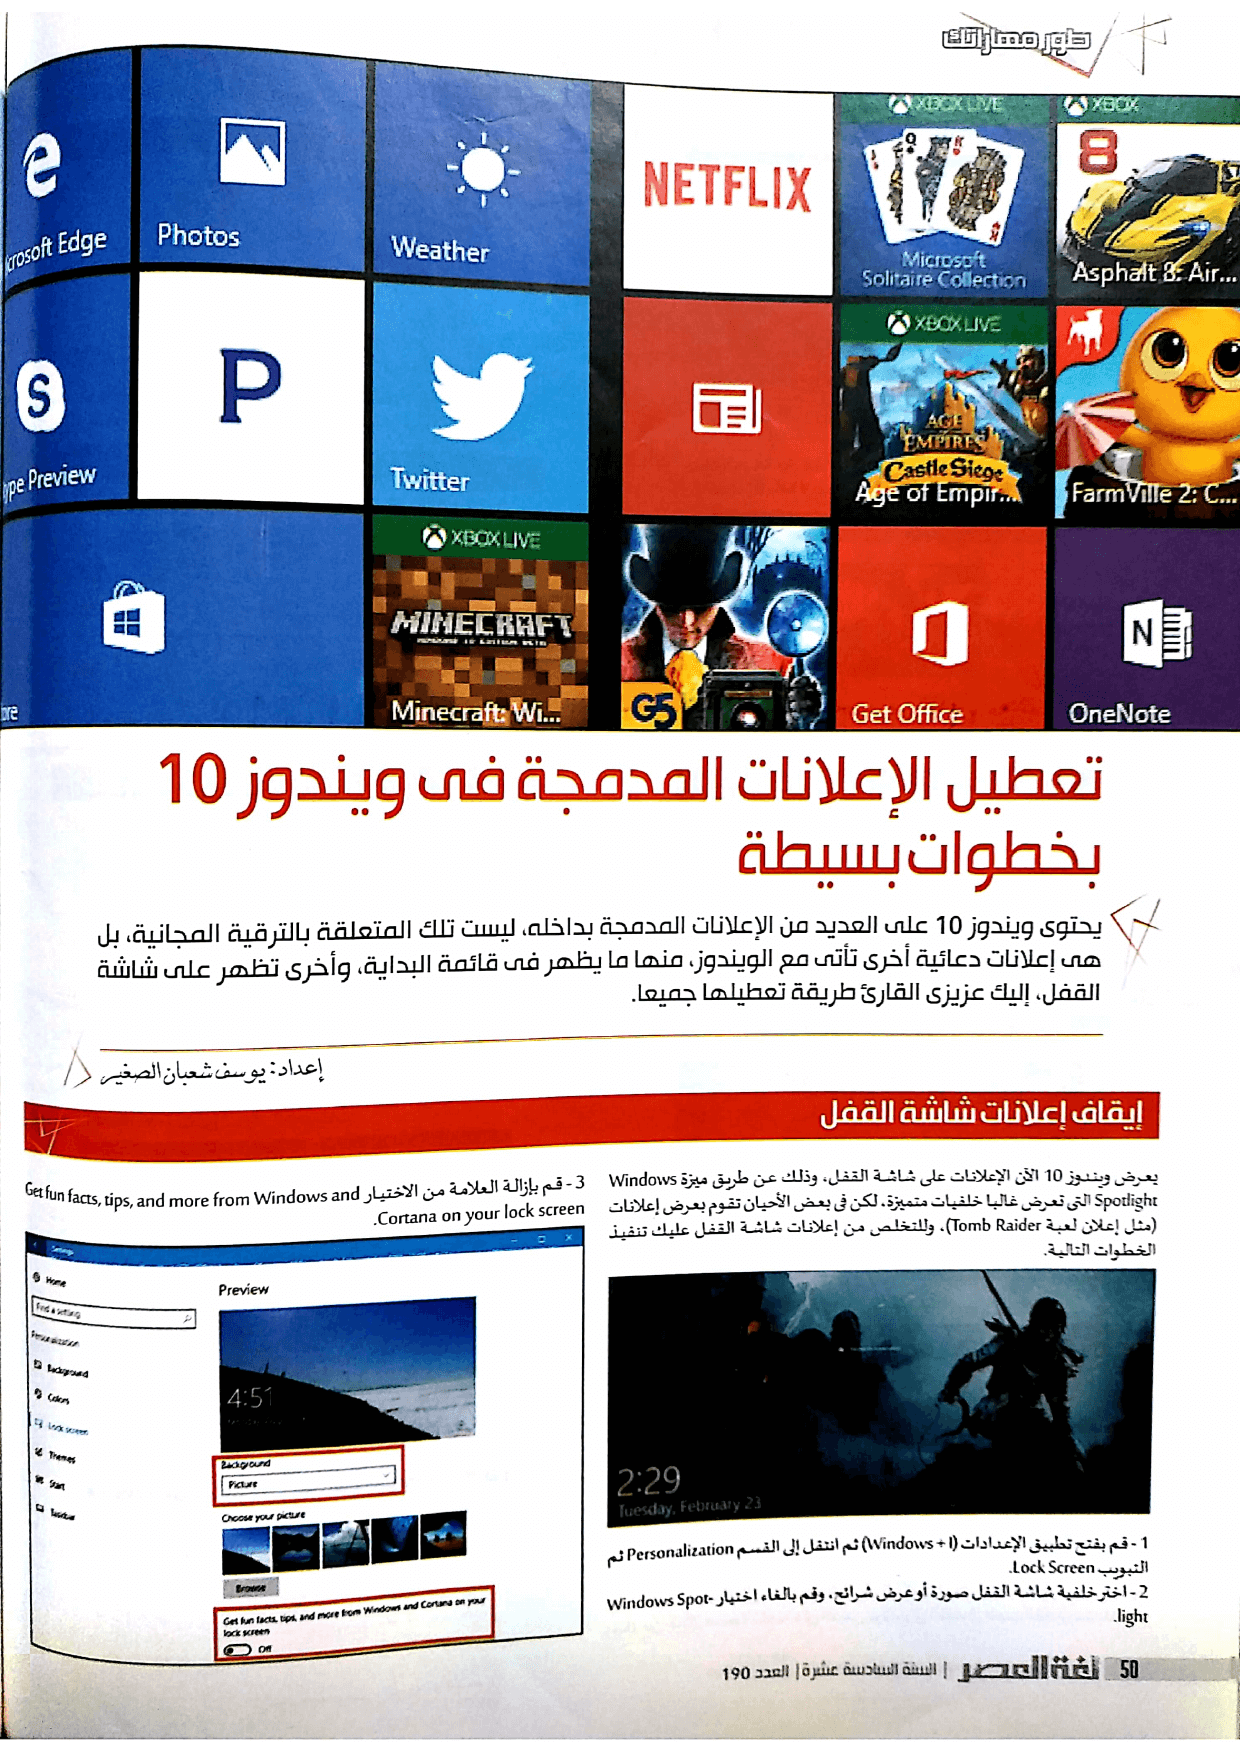 طور مهاراتك
crosoft Edge
Photos
Weather
NETFLIX
XBOX LIVE
Microsoft
Solitaire Collection
XBOX
8
Asphalt 8: Air...
ype Preview
P
Twitter
XBOX LIVE
AGE
OF
EMPIRES
Castle Siege
Age of Empir...
FarmVille 2: C...
XBOX LIVE
MINECRAFT
Minecraft: Wi...
G5
Get Office
N
OneNote
ore
تعطيل الإعلانات المدمجة فى ويندوز 10
بخطوات بسيطة
يحتوى ويندوز 10 على العديد من الإعلانات المدمجة بداخله، ليست تلك المتعلقة بالترقية المجانية، بل
هى إعلانات دعائية أخرى تأتى مع الويندوز، منها ما يظهر فى قائمة البداية، وأخرى تظهر على شاشة
القفل، إليك عزيزى القارئ طريقة تعطيلها جميعا.
إعداد: يوسف شعبان الصغير
إيقاف إعلانات شاشة القفل
يعرض ويندوز 10 الآن الإعلانات على شاشة القفل، وذلك عن طريق ميزة Windows
Spotlight التى تعرض غالبا خلفيات متميزة، لكن فى بعض الأحيان تقوم بعرض إعلانات
(مثل إعلان لعبة Tomb Raider)، وللتخلص من إعلانات شاشة القفل عليك تنفيذ
الخطوات التالية.
2:29
Tuesday, February 23
1 - قم بفتح تطبيق الإعدادات (Windows + I) ثم انتقل إلى القسم Personalization ثم
التبويب Lock Screen.
2 - اختر خلفية شاشة القفل صورة أو عرض شرائح، وقم بالغاء اختيار Windows Spot-
light.
3 - قم بإزالة العلامة من الاختيار Get fun facts, tips, and more from Windows and
Cortana on your lock screen.
Settings
Home
Find a setting
Personalization
Background
Colors
Lock screen
Themes
Start
Taskbar
Preview
4:51
Background
Picture
Choose your picture
Browse
Get fun facts, tips, and more from Windows and Cortana on your
lock screen
Off
50 لغة العصر | السنة السادسة عشرة | العدد 190